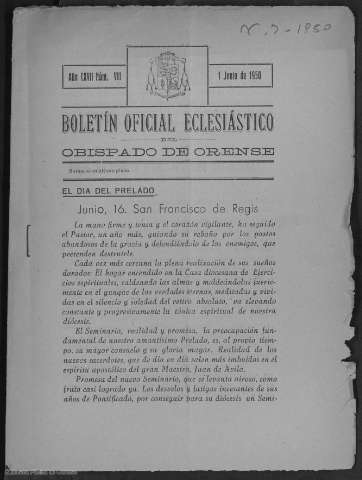 Nº 7-1950
Año CXVII Núm. VII
1 Junio de 1950
BOLETÍN OFICIAL ECLESIÁSTICO
DEL
OBISPADO DE ORENSE
EL DIA DEL PRELADO
Junio, 16. San Francisco de Regis
La mano firme y tensa y el corazón vigilante, ha seguido
el Pastor, un año más, guiando su rebaño por los pastos
abundosos de la gracia y defendiéndolo de los enemigos, que
pretenden destruirle.
Cada vez más cercana la plena realización de sus sueños
dorados: El hogar encendido en la Casa diocesana de Ejerci-
cios espirituales, caldeando las almas y moldeándolas fuerte-
mente en el yunque de las verdades eternas, meditadas y vivi-
das en el silencio y soledad del retiro absoluto, va elevando
constante y progresivamente la tónica espiritual de nuestra
diócesis.
El Seminario, realidad y promesa, la preocupación fun-
damental de nuestro amantísimo Prelado, es, al propio tiem-
po, su mayor consuelo y su gloria magna. Realidad de los
nuevos sacerdotes, que de día en día salen más imbuidos en el
espíritu apostólico del gran Maestro, Juan de Avila.
Promesa del nuevo Seminario, que se levanta airoso, como
fruto casi logrado ya. Los desvelos y fatigas incesantes de sus
años de Pontificado, por conseguir para su diócesis un Semi-